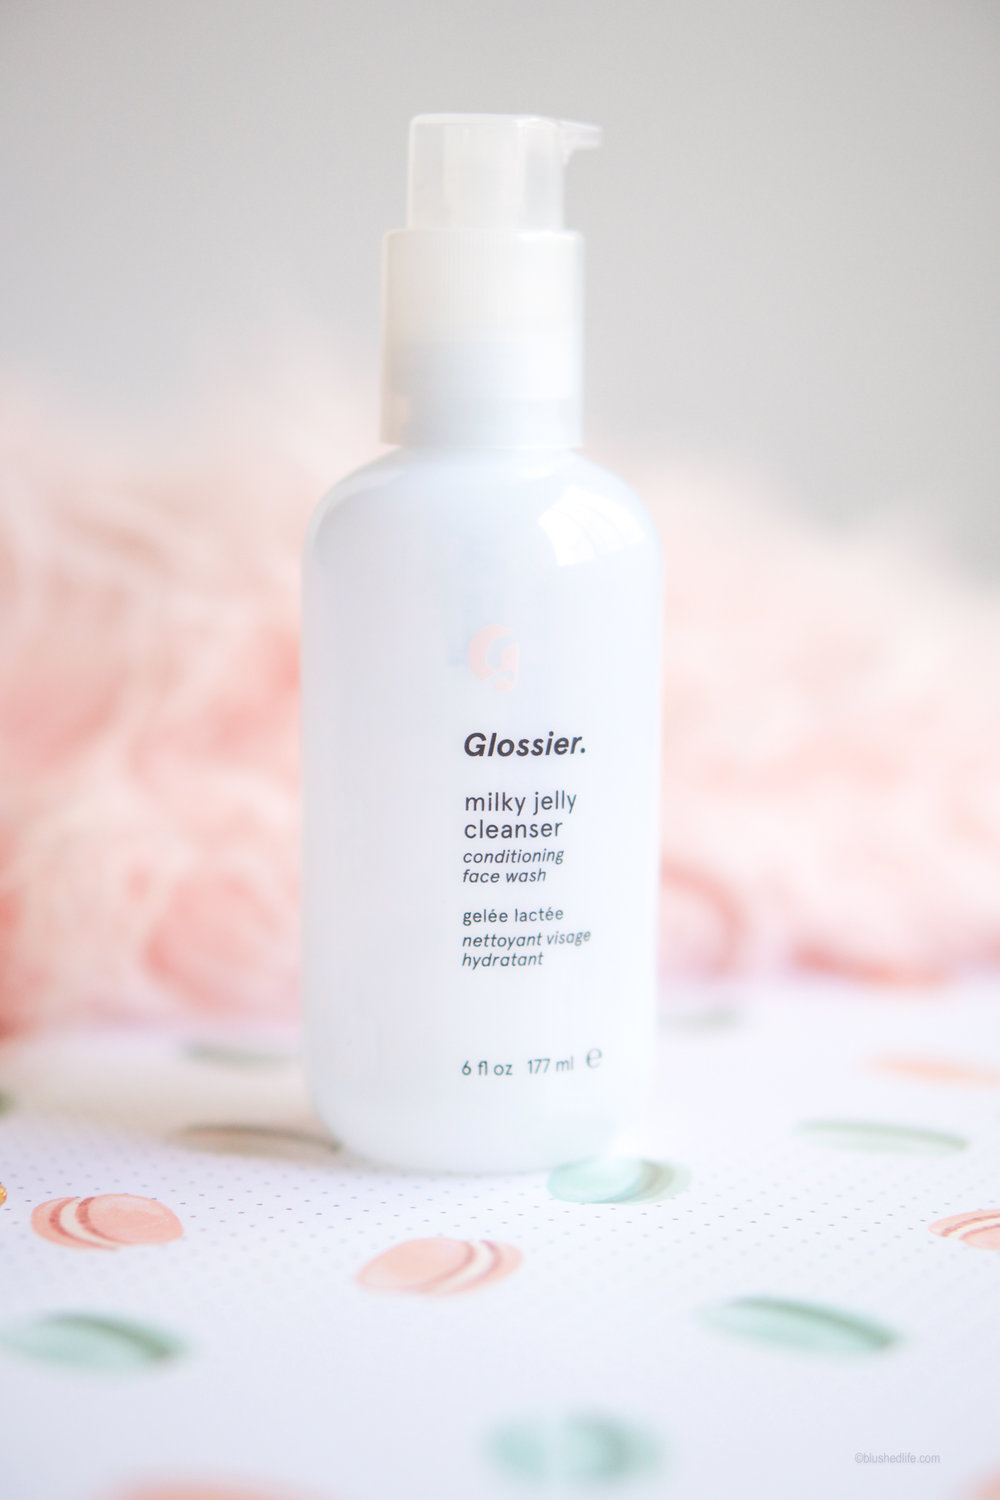 G
Glossier.
milky jelly
cleanser
conditioning
face wash
gelée lactée
nettoyant visage
hydratant
6 fl oz 177 ml ℮
©blushedlife.com